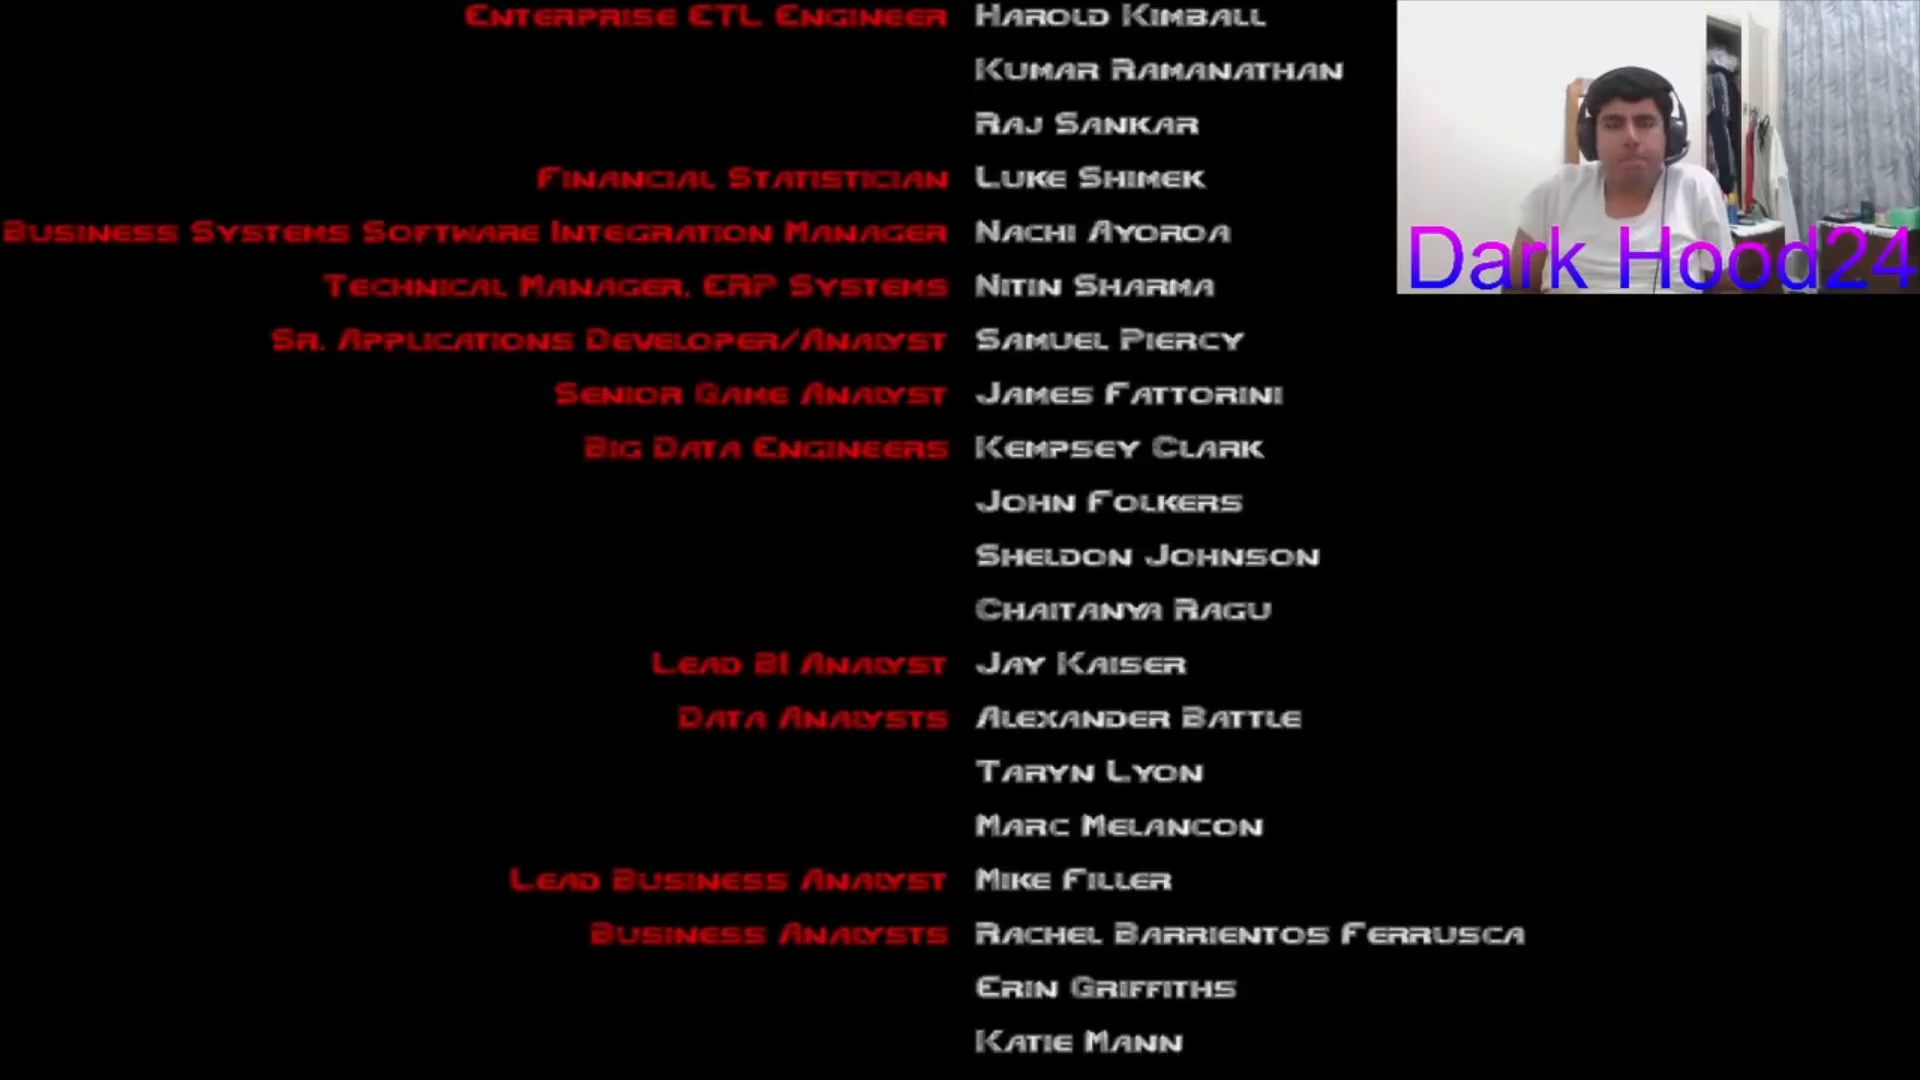 Enterprise ETL Engineer Harold Kimball
Kumar Ramanathan
Raj Sankar
Financial Statistician Luke Shimek
Business Systems Software Integration Manager Nachi Ayoroa
Technical Manager, ERP Systems Nitin Sharma
Sr. Applications Developer/Analyst Samuel Piercy
Senior Game Analyst James Fattorini
Big Data Engineers Kempsey Clark
John Folkers
Sheldon Johnson
Chaitanya Ragu
Lead BI Analyst Jay Kaiser
Data Analysts Alexander Battle
Taryn Lyon
Marc Melancon
Lead Business Analyst Mike Filler
Business Analysts Rachel Barrientos Ferrusca
Erin Griffiths
Katie Mann
Dark Hood24